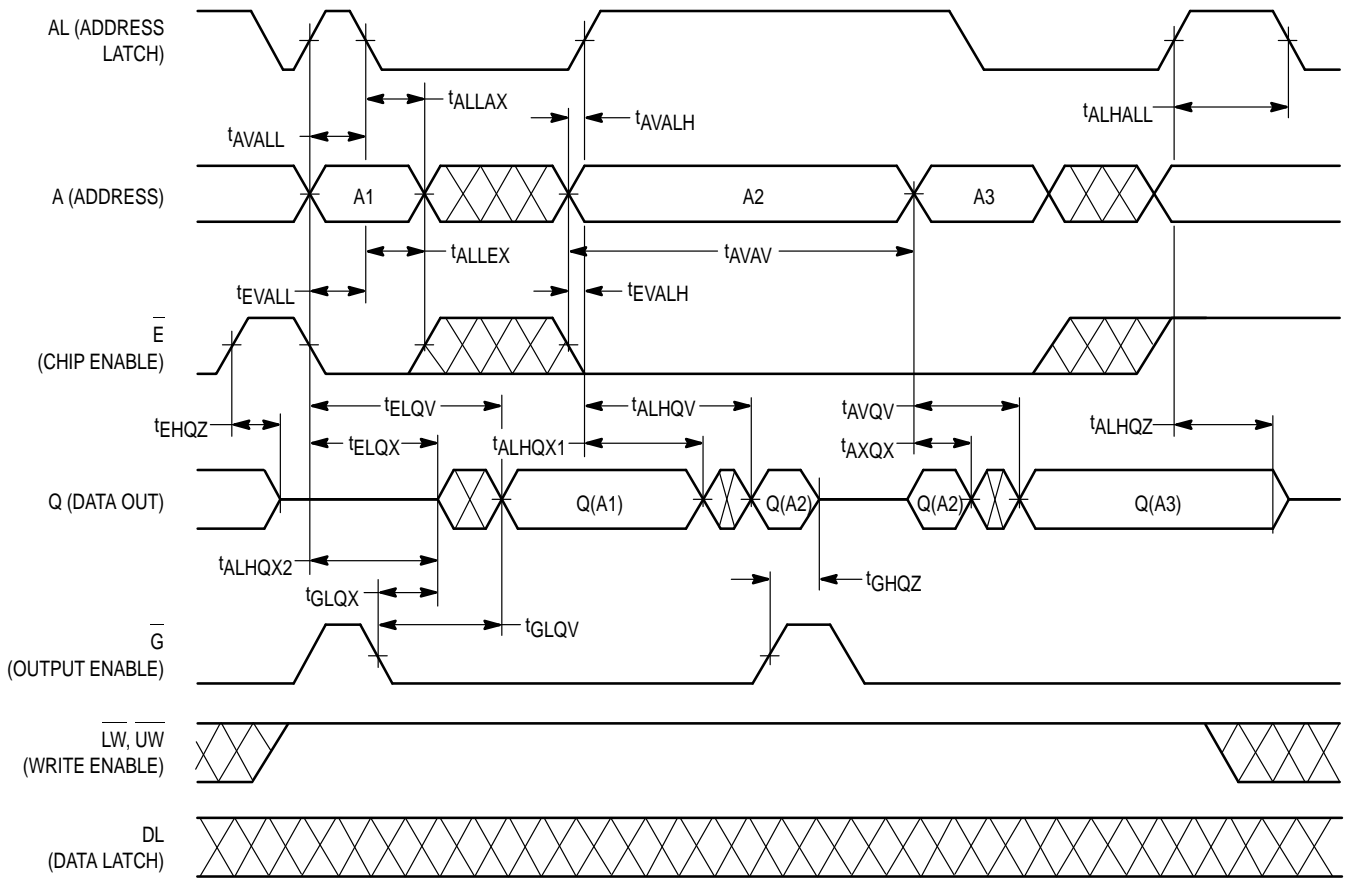 AL (ADDRESS
LATCH)
tALLAX
tAVALH
tALHALL
tAVALL
A (ADDRESS)
A1
A2
A3
tALLEX
tAVAV
tEVALL
tEVALH
E
(CHIP ENABLE)
tELQV
tALHQV
tAVQV
tEHQZ
tELQX
tALHQX1
tAXQX
tALHQZ
Q (DATA OUT)
Q(A1)
Q(A2)
Q(A2)
Q(A3)
tALHQX2
tGLQX
tGHQZ
tGLQV
G
(OUTPUT ENABLE)
LW, UW
(WRITE ENABLE)
DL
(DATA LATCH)